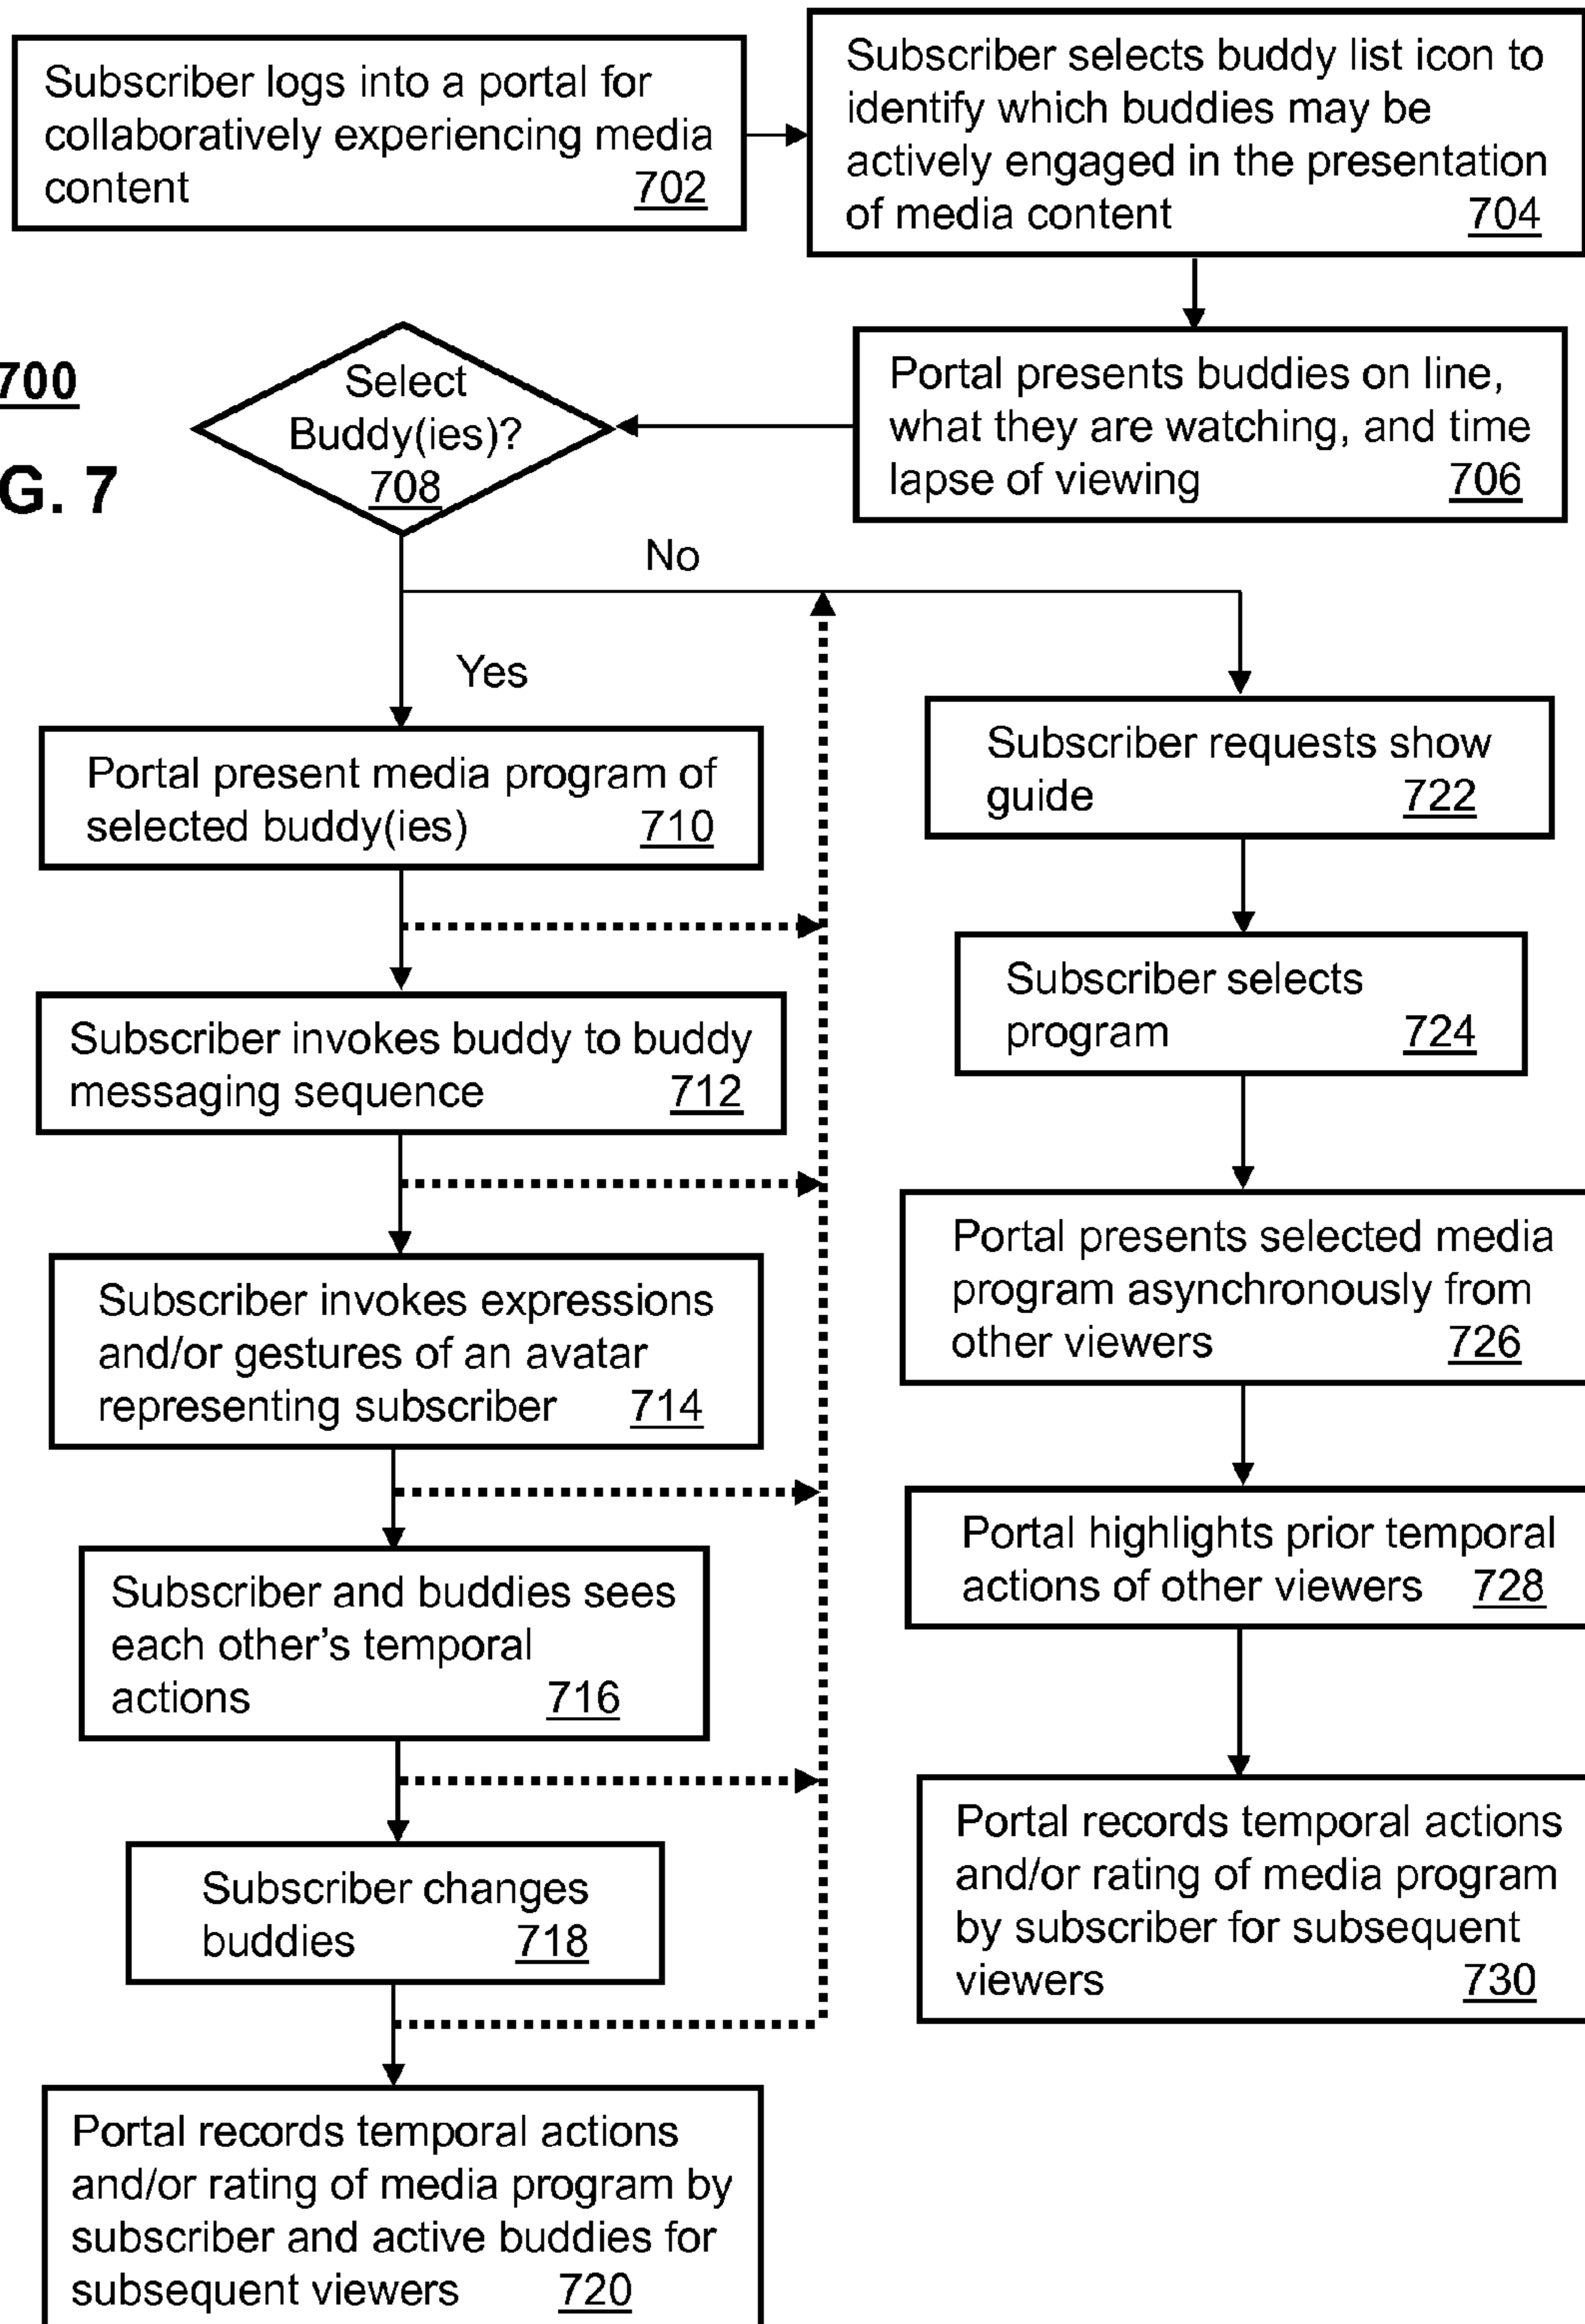 Subscriber logs into a portal for
collaboratively experiencing media
content 702
Subscriber selects buddy list icon to
identify which buddies may be
actively engaged in the presentation
of media content 704
Portal presents buddies on line,
what they are watching, and time
lapse of viewing 706
700
G. 7
Select
Buddy(ies)?
708
No
Yes
Portal present media program of
selected buddy(ies) 710
Subscriber invokes buddy to buddy
messaging sequence 712
Subscriber invokes expressions
and/or gestures of an avatar
representing subscriber 714
Subscriber and buddies sees
each other's temporal
actions 716
Subscriber changes
buddies 718
Portal records temporal actions
and/or rating of media program by
subscriber and active buddies for
subsequent viewers 720
Subscriber requests show
guide 722
Subscriber selects
program 724
Portal presents selected media
program asynchronously from
other viewers 726
Portal highlights prior temporal
actions of other viewers 728
Portal records temporal actions
and/or rating of media program
by subscriber for subsequent
viewers 730